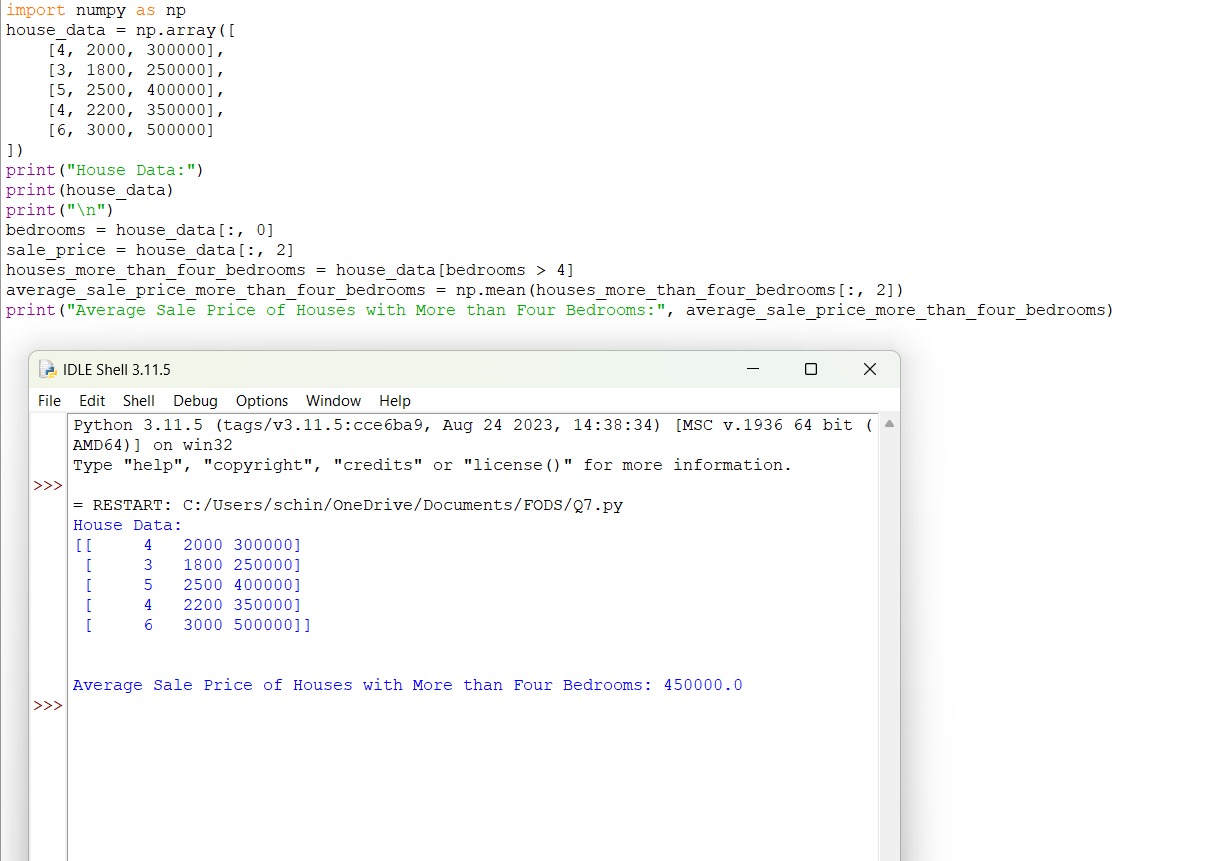 import numpy as np
house_data = np.array([
    [4, 2000, 300000],
    [3, 1800, 250000],
    [5, 2500, 400000],
    [4, 2200, 350000],
    [6, 3000, 500000]
])
print("House Data:")
print(house_data)
print("\n")
bedrooms = house_data[:, 0]
sale_price = house_data[:, 2]
houses_more_than_four_bedrooms = house_data[bedrooms > 4]
average_sale_price_more_than_four_bedrooms = np.mean(houses_more_than_four_bedrooms[:, 2])
print("Average Sale Price of Houses with More than Four Bedrooms:", average_sale_price_more_than_four_bedrooms)
IDLE Shell 3.11.5
File Edit Shell Debug Options Window Help
Python 3.11.5 (tags/v3.11.5:cce6ba9, Aug 24 2023, 14:38:34) [MSC v.1936 64 bit (
AMD64)] on win32
Type "help", "copyright", "credits" or "license()" for more information.
>>>
= RESTART: C:/Users/schin/OneDrive/Documents/FODS/Q7.py
House Data:
[[     4   2000 300000]
 [     3   1800 250000]
 [     5   2500 400000]
 [     4   2200 350000]
 [     6   3000 500000]]
Average Sale Price of Houses with More than Four Bedrooms: 450000.0
>>>